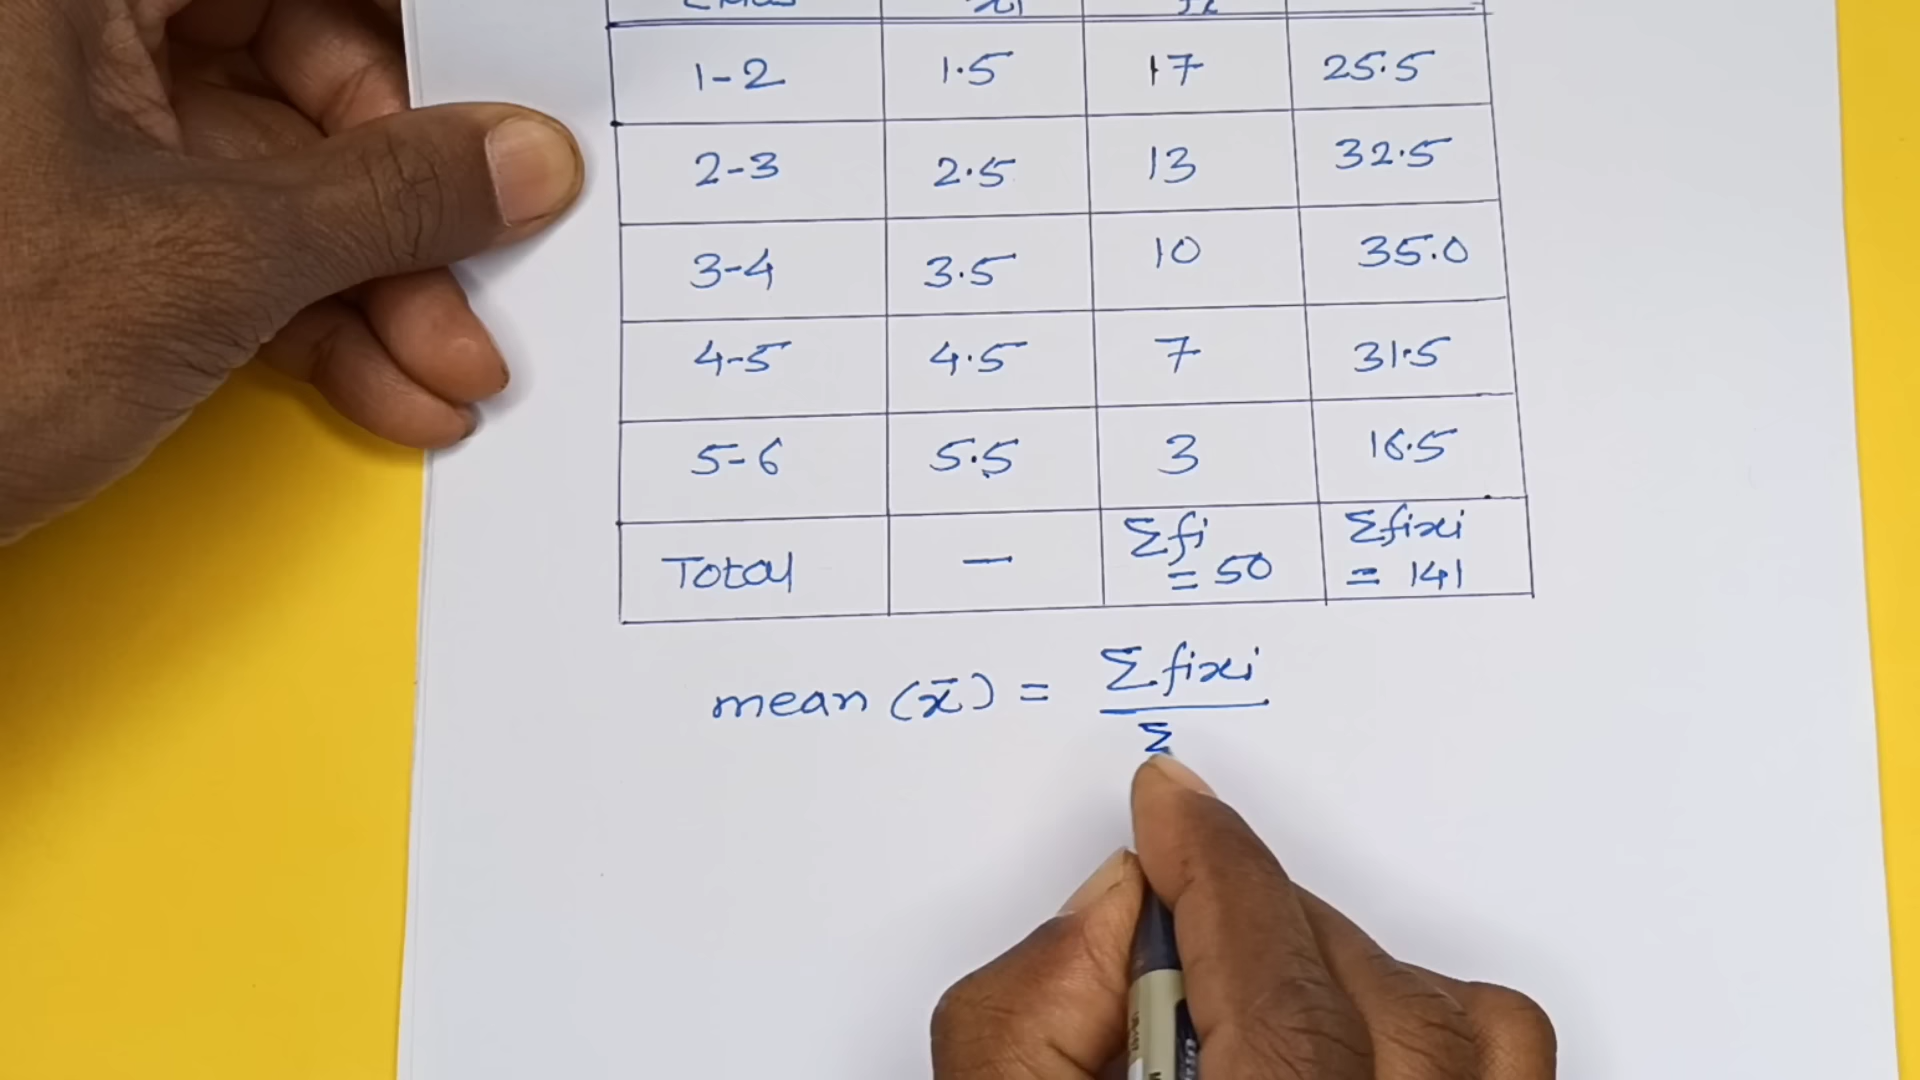 1-2 1.5 17 25.5
2-3 2.5 13 32.5
3-4 3.5 10 35.0
4-5 4.5 7 31.5
5-6 5.5 3 16.5
Total — Σfi = 50 Σfixi = 141
mean (x̄) = Σfixi
Σ